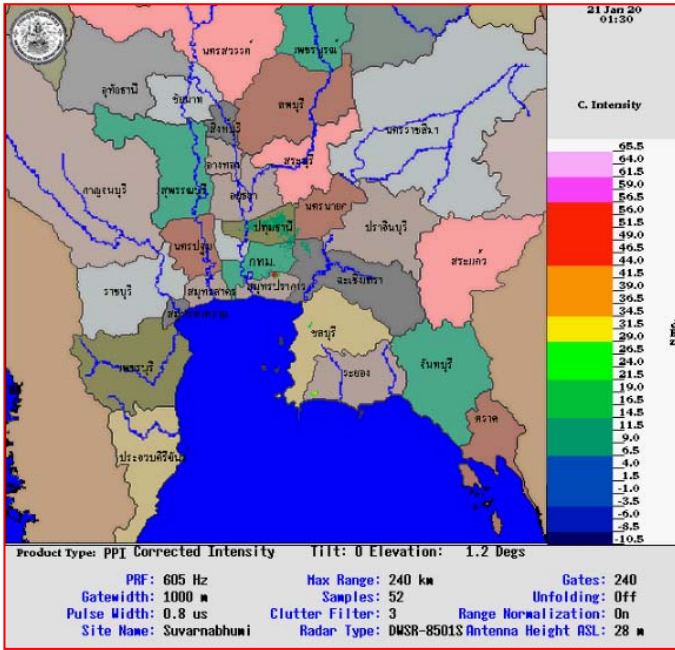 21 Jan 20
01:30
C. Intensity
นครสวรรค์
เพชรบูรณ์
อุทัยธานี
ชัยนาท
ลพบุรี
สิงห์บุรี
นครราชสีมา
อ่างทอง
สระบุรี
กาญจนบุรี
สุพรรณบุรี
อยุธยา
นครนายก
ปทุมธานี
ปราจีนบุรี
นครปฐม
กทม.
สระแก้ว
ราชบุรี
สมุทรสาคร
สมุทรปราการ
ฉะเชิงเทรา
สมุทรสงคราม
ชลบุรี
เพชรบุรี
ระยอง
จันทบุรี
ตราด
ประจวบคีรีขันธ์
65.5
64.0
61.5
59.0
56.5
56.0
51.5
49.0
46.5
44.0
41.5
39.0
36.5
34.0
31.5
29.0
26.5
24.0
21.5
19.0
16.5
14.5
11.5
9.0
6.5
4.0
1.5
-1.0
-3.5
-6.0
-8.5
-10.5
Product Type: PPI Corrected Intensity Tilt: 0 Elevation: 1.2 Degs
PRF: 605 Hz Max Range: 240 km Gates: 240
Gatewidth: 1000 m Samples: 52 Unfolding: Off
Pulse Width: 0.8 us Clutter Filter: 3 Range Normalization: On
Site Name: Suvarnabhumi Radar Type: DWSR-8501S Antenna Height ASL: 28 m